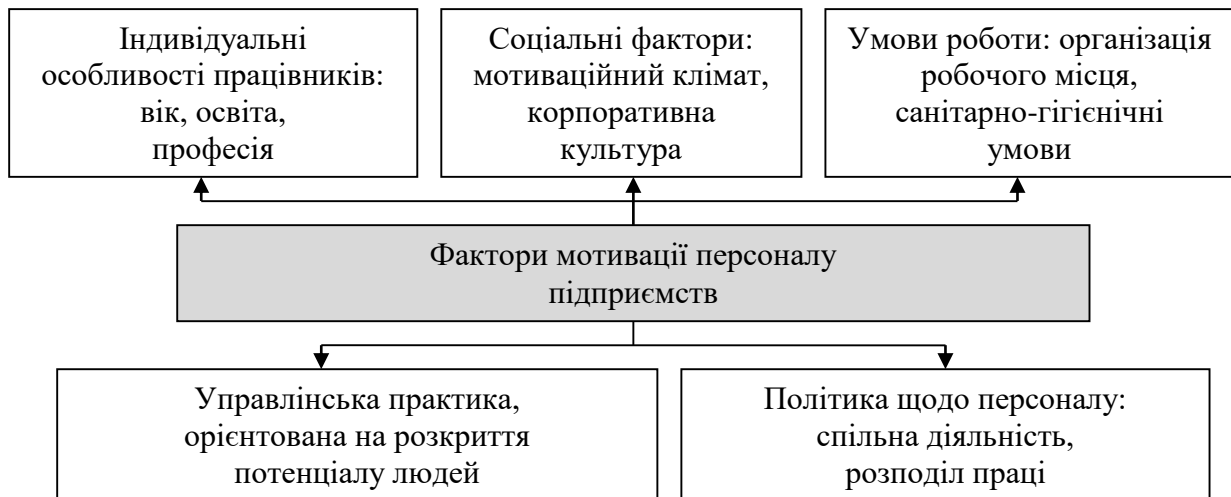 Індивідуальні
особливості працівників:
вік, освіта,
професія
Соціальні фактори:
мотиваційний клімат,
корпоративна
культура
Умови роботи: організація
робочого місця,
санітарно-гігієнічні
умови
Фактори мотивації персоналу
підприємств
Управлінська практика,
орієнтована на розкриття
потенціалу людей
Політика щодо персоналу:
спільна діяльність,
розподіл праці